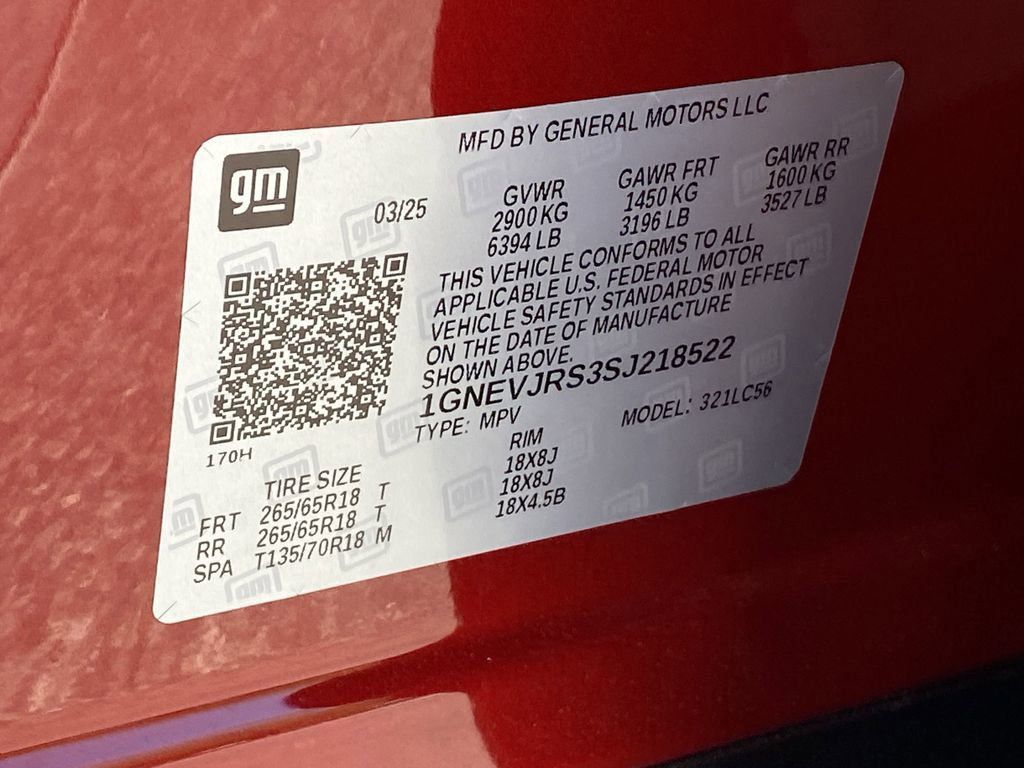 MFD BY GENERAL MOTORS LLC
gm
03/25
GVWR GAWR FRT GAWR RR
2900 KG 1450 KG 1600 KG
6394 LB 3196 LB 3527 LB
THIS VEHICLE CONFORMS TO ALL
APPLICABLE U.S. FEDERAL MOTOR
VEHICLE SAFETY STANDARDS IN EFFECT
ON THE DATE OF MANUFACTURE
SHOWN ABOVE.
1GNEVJRS3SJ218522
TYPE: MPV MODEL: 321LC56
170H
TIRE SIZE RIM
FRT 265/65R18 T 18X8J
RR 265/65R18 T 18X8J
SPA T135/70R18 M 18X4.5B